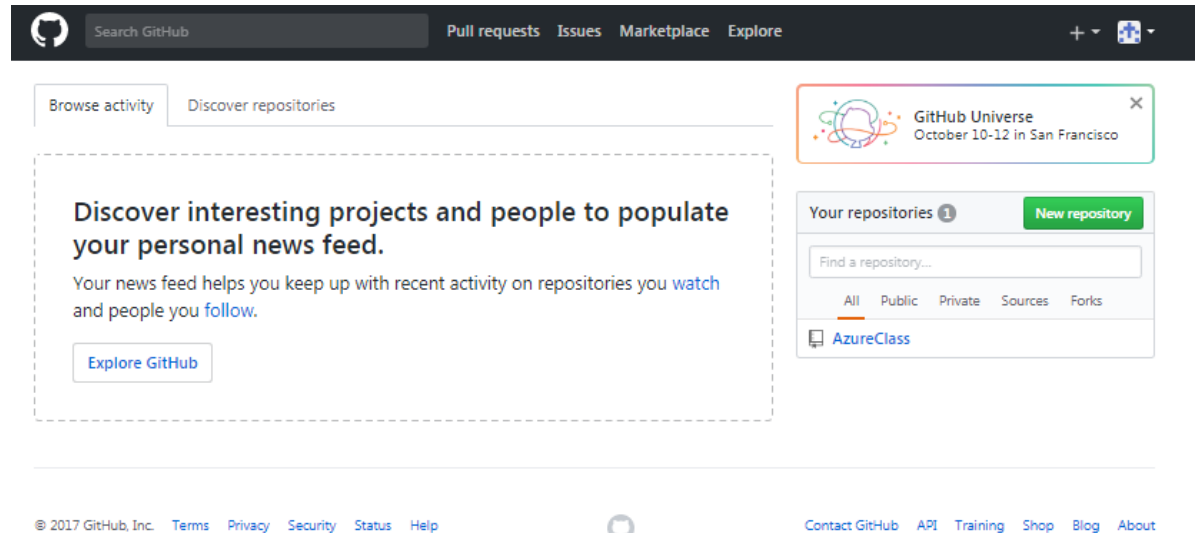 Search GitHub Pull requests Issues Marketplace Explore
Browse activity Discover repositories
GitHub Universe
October 10-12 in San Francisco
Discover interesting projects and people to populate
your personal news feed.
Your news feed helps you keep up with recent activity on repositories you watch
and people you follow.
Explore GitHub
Your repositories 1 New repository
Find a repository...
All Public Private Sources Forks
AzureClass
© 2017 GitHub, Inc. Terms Privacy Security Status Help Contact GitHub API Training Shop Blog About